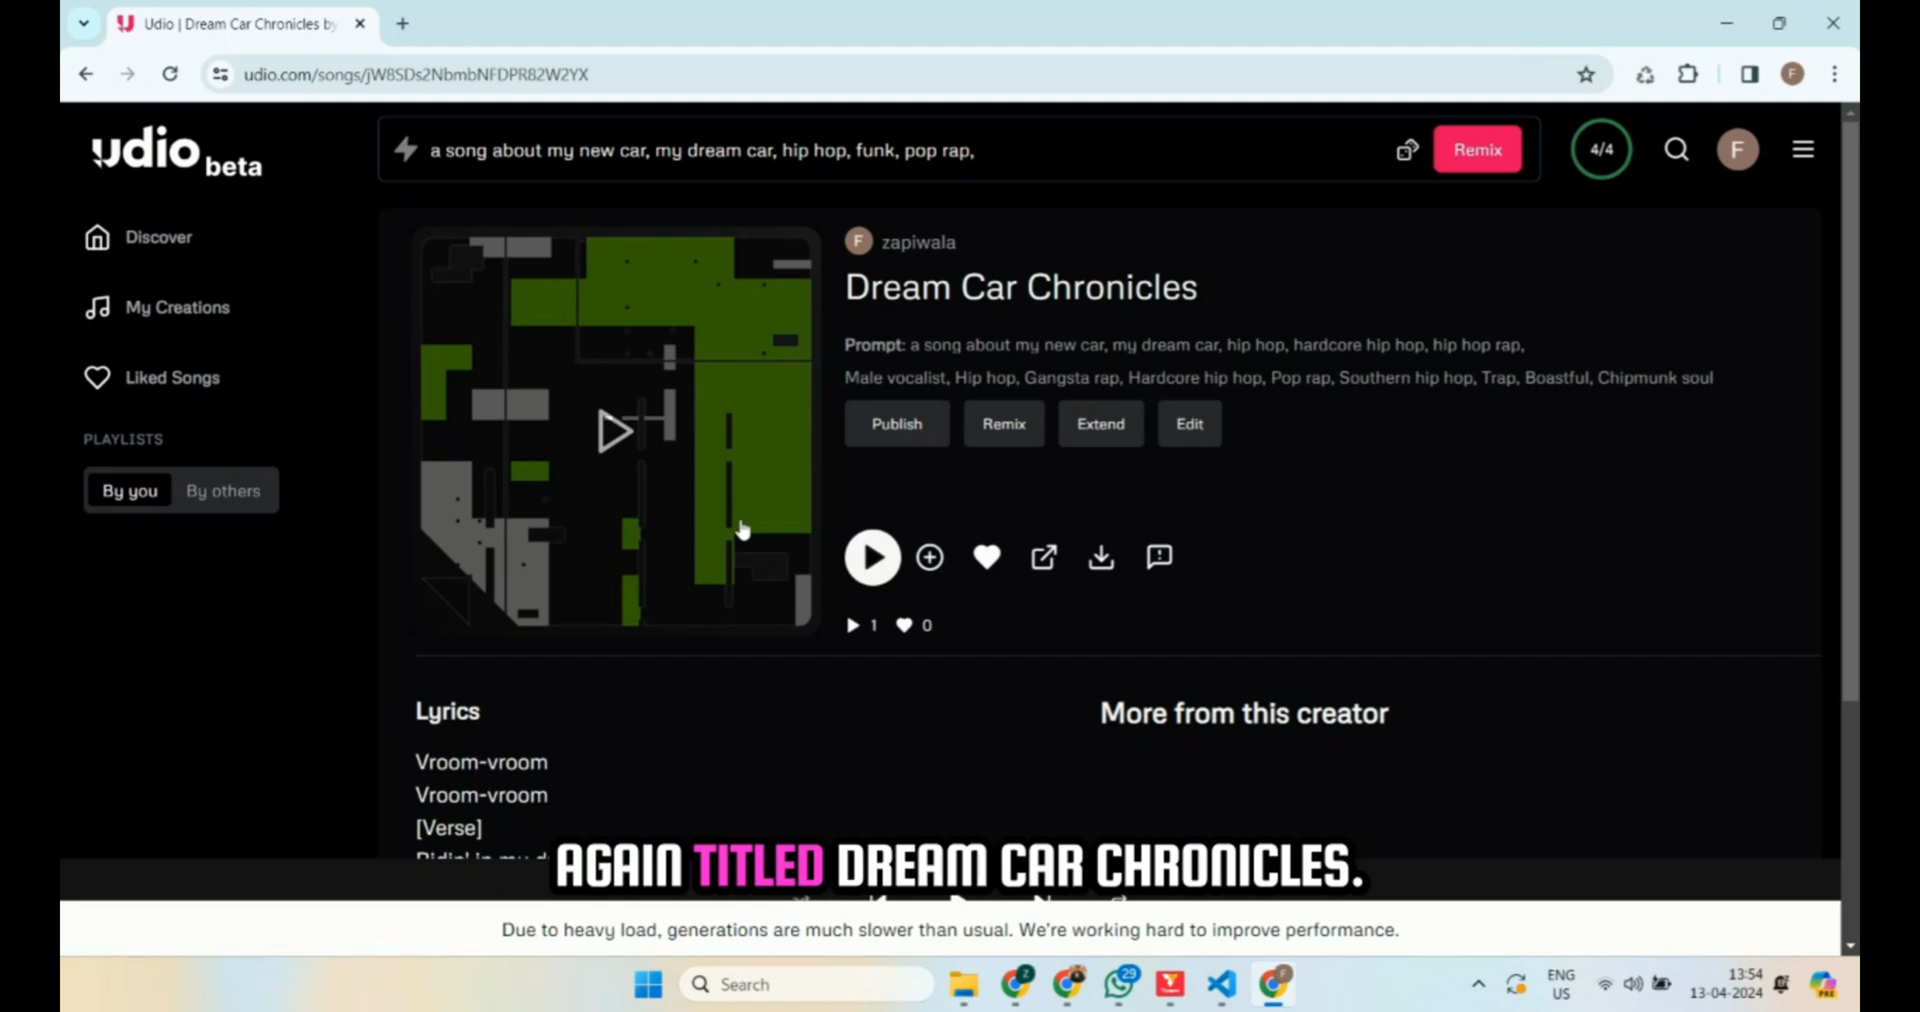 Udio | Dream Car Chronicles by
udio.com/songs/jW8SDs2NbmbNFDPR82W2YX
F
udio beta
a song about my new car, my dream car, hip hop, funk, pop rap,
Remix
4/4
F
Discover
My Creations
Liked Songs
PLAYLISTS
By you
By others
F
zapiwala
Dream Car Chronicles
Prompt: a song about my new car, my dream car, hip hop, hardcore hip hop, hip hop rap,
Male vocalist, Hip hop, Gangsta rap, Hardcore hip hop, Pop rap, Southern hip hop, Trap, Boastful, Chipmunk soul
Publish
Remix
Extend
Edit
1
0
Lyrics
More from this creator
Vroom-vroom
Vroom-vroom
[Verse]
AGAIN TITLED DREAM CAR CHRONICLES.
Due to heavy load, generations are much slower than usual. We're working hard to improve performance.
Search
Z
29
F
ENG
US
13:54
13-04-2024
PRE